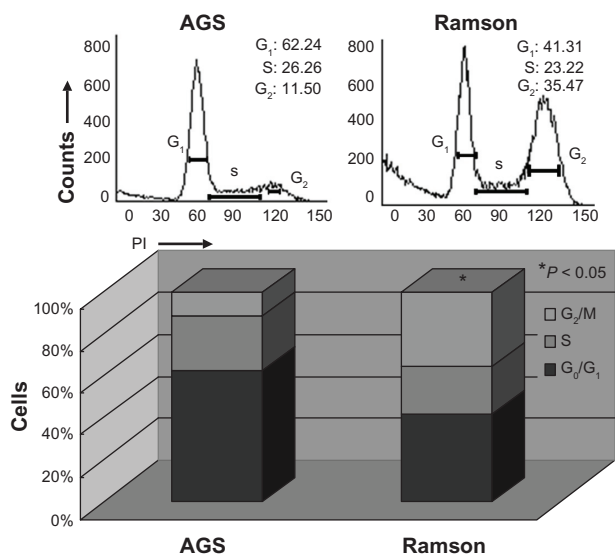 AGS
Ramson
G₁: 62.24
S: 26.26
G₂: 11.50
G₁: 41.31
S: 23.22
G₂: 35.47
Counts
800
600
400
200
0
G₁
s
G₂
0 30 60 90 120 150
800
600
400
200
0
G₁
s
G₂
0 30 60 90 120 150
PI
*
*P < 0.05
G₂/M
S
G₀/G₁
Cells
100%
80%
60%
40%
20%
0%
AGS
Ramson